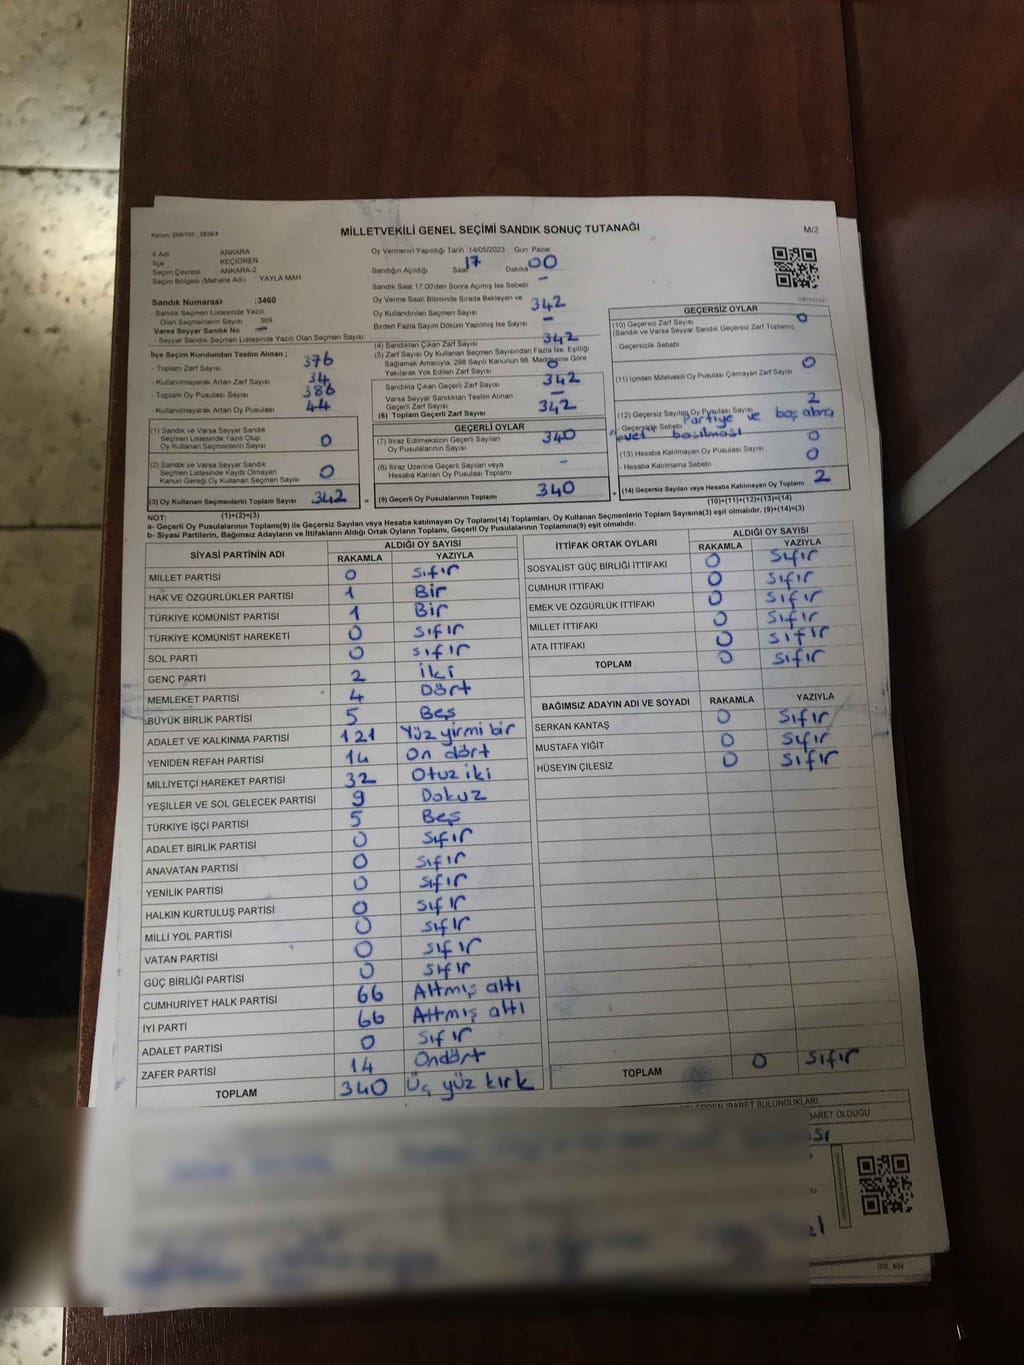 Kanun: 298/105 ; 2839/4
MİLLETVEKİLİ GENEL SEÇİMİ SANDIK SONUÇ TUTANAĞI
M/2
İl Adı ANKARA
İlçe KEÇİÖREN
Seçim Çevresi ANKARA-2
Seçim Bölgesi (Mahalle Adı) YAYLA MAH.
Sandık Numarası :3460
- Sandık Seçmen Listesinde Yazılı
Olan Seçmenlerin Sayısı 369
Varsa Seyyar Sandık No —
- Seyyar Sandık Seçmen Listesinde Yazılı Olan Seçmen Sayısı:
İlçe Seçim Kurulundan Teslim Alınan ;
- Toplam Zarf Sayısı 376
- Kullanılmayarak Artan Zarf Sayısı 34
- Toplam Oy Pusulası Sayısı 386
- Kullanılmayarak Artan Oy Pusulası 44
(1) Sandık ve Varsa Seyyar Sandık
Seçmen Listesinde Yazılı Olup
Oy Kullanan Seçmenlerin Sayısı 0
(2) Sandık ve Varsa Seyyar Sandık
Seçmen Listesinde Kayıtlı Olmayan
Kanun Gereği Oy Kullanan Seçmen Sayısı 0
(3) Oy Kullanan Seçmenlerin Toplam Sayısı 342 =
(1)+(2)=(3)
Oy Vermenin Yapıldığı Tarih :14/05/2023 Gün Pazar
Sandığın Açıldığı Saat 17 Dakika 00
Sandık Saat 17:00'den Sonra Açılmış İse Sebebi —
Oy Verme Saati Bitiminde Sırada Bekleyen ve
Oy Kullandırılan Seçmen Sayısı 342
Birden Fazla Sayım Döküm Yapılmış İse Sayısı —
(4) Sandıktan Çıkan Zarf Sayısı 342
(5) Zarf Sayısı Oy Kullanan Seçmen Sayısından Fazla İse, Eşitliği
Sağlamak Amacıyla, 298 Sayılı Kanunun 98. Maddesine Göre
Yakılarak Yok Edilen Zarf Sayısı 0
Sandıkta Çıkan Geçerli Zarf Sayısı 342
Varsa Seyyar Sandıktan Teslim Alınan
Geçerli Zarf Sayısı —
(6) Toplam Geçerli Zarf Sayısı 342
GEÇERLİ OYLAR
(7) İtiraz Edilmeksizin Geçerli Sayılan
Oy Pusulası Sayısı 340
(8) İtiraz Üzerine Geçerli Sayılan veya
Hesaba Katılan Oy Pusulası Toplamı -
(9) Geçerli Oy Pusulalarının Toplamı 340 +
GEÇERSİZ OYLAR
(10) Geçersiz Zarf Sayısı 0
(Sandık ve Varsa Seyyar Sandık Geçersiz Zarf Toplamı)
- Geçersizlik Sebebi
(11) İçinden Milletvekili Oy Pusulası Çıkmayan Zarf Sayısı 0
(12) Geçersiz Sayılan Oy Pusulası Sayısı 2
- Geçersizlik Sebebi Partiye ve boş alana
evet basılması
(13) Hesaba Katılmayan Oy Pusulası Sayısı 0
- Hesaba Katılmama Sebebi 0
(14) Geçersiz Sayılan veya Hesaba Katılmayan Oy Toplamı 2
(10)+(11)+(12)+(13)=(14)
NOT:
a- Geçerli Oy Pusulalarının Toplamı(9) ile Geçersiz Sayılan veya Hesaba katılmayan Oy Toplamı(14) Toplamları, Oy Kullanan Seçmenlerin Toplam Sayısına(3) eşit olmalıdır. (9)+(14)=(3)
b- Siyasi Partilerin, Bağımsız Adayların ve İttifakların Aldığı Ortak Oyların Toplamı, Geçerli Oy Pusulalarının Toplamına(9) eşit olmalıdır.
SİYASİ PARTİNİN ADI ALDIĞI OY SAYISI
RAKAMLA YAZIYLA
MİLLET PARTİSİ 0 Sıfır
HAK VE ÖZGÜRLÜKLER PARTİSİ 1 Bir
TÜRKİYE KOMÜNİST PARTİSİ 1 Bir
TÜRKİYE KOMÜNİST HAREKETİ 0 Sıfır
SOL PARTİ 0 sıfır
GENÇ PARTİ 2 iki
MEMLEKET PARTİSİ 4 Dört
BÜYÜK BİRLİK PARTİSİ 5 Beş
ADALET VE KALKINMA PARTİSİ 121 Yüz yirmi bir
YENİDEN REFAH PARTİSİ 14 On dört
MİLLİYETÇİ HAREKET PARTİSİ 32 Otuz iki
YEŞİLLER VE SOL GELECEK PARTİSİ 9 Dokuz
TÜRKİYE İŞÇİ PARTİSİ 5 Beş
ADALET BİRLİK PARTİSİ 0 Sıfır
ANAVATAN PARTİSİ 0 Sıfır
YENİLİK PARTİSİ 0 Sıfır
HALKIN KURTULUŞ PARTİSİ 0 Sıfır
MİLLİ YOL PARTİSİ 0 Sıfır
VATAN PARTİSİ 0 sıfır
GÜÇ BİRLİĞİ PARTİSİ 0 sıfır
CUMHURİYET HALK PARTİSİ 66 Altmış altı
İYİ PARTİ 66 Altmış altı
ADALET PARTİSİ 0 Sıfır
ZAFER PARTİSİ 14 Ondört
TOPLAM 340 Üç yüz kırk
İTTİFAK ORTAK OYLARI ALDIĞI OY SAYISI
RAKAMLA YAZIYLA
SOSYALİST GÜÇ BİRLİĞİ İTTİFAKI 0 Sıfır
CUMHUR İTTİFAKI 0 Sıfır
EMEK VE ÖZGÜRLÜK İTTİFAKI 0 Sıfır
MİLLET İTTİFAKI 0 Sıfır
ATA İTTİFAKI 0 sıfır
TOPLAM 0 sıfır
BAĞIMSIZ ADAYIN ADI VE SOYADI RAKAMLA YAZIYLA
SERKAN KANTAŞ 0 Sıfır
MUSTAFA YİĞİT 0 Sıfır
HÜSEYİN ÇİLESİZ 0 Sıfır
TOPLAM 0 Sıfır
İBARET BULUNDUKLARI